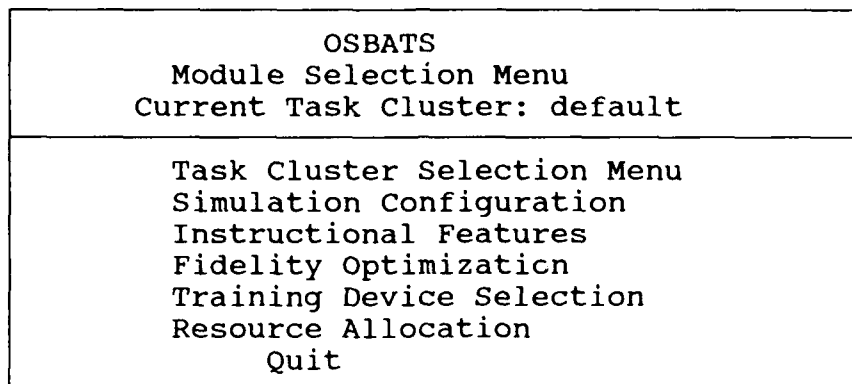 OSBATS
Module Selection Menu
Current Task Cluster: default
Task Cluster Selection Menu
Simulation Configuration
Instructional Features
Fidelity Optimization
Training Device Selection
Resource Allocation
Quit